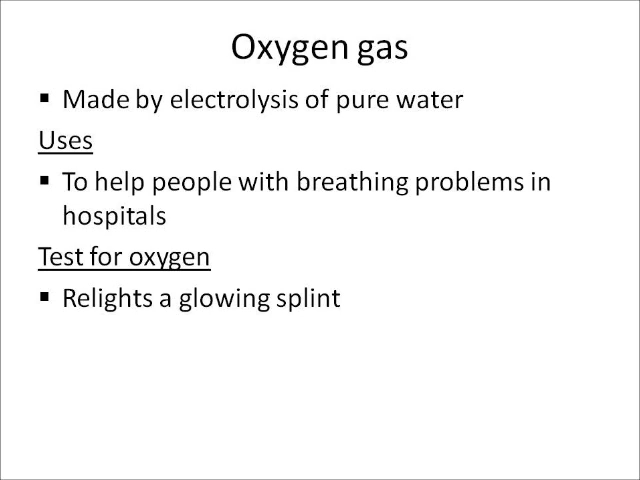 Oxygen gas
▪ Made by electrolysis of pure water
Uses
▪ To help people with breathing problems in
hospitals
Test for oxygen
▪ Relights a glowing splint